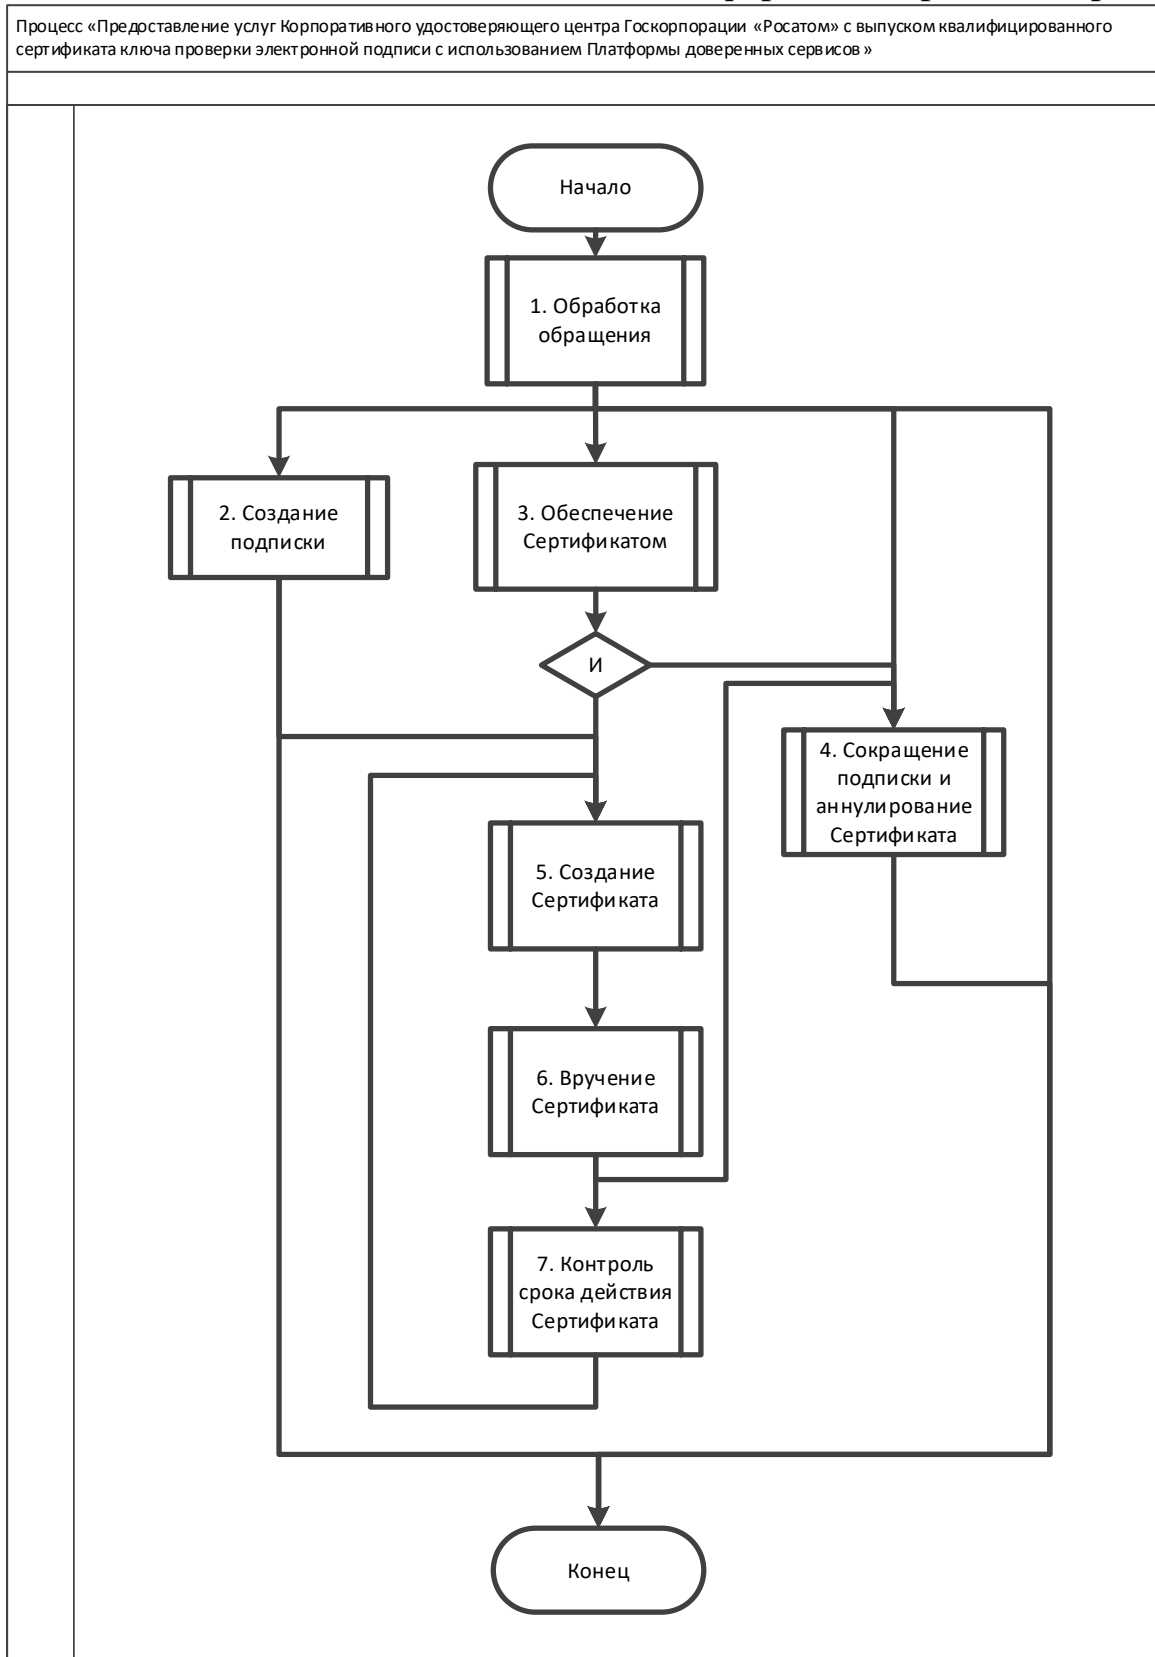 Процесс «Предоставление услуг Корпоративного удостоверяющего центра Госкорпорации «Росатом» с выпуском квалифицированного
сертификата ключа проверки электронной подписи с использованием Платформы доверенных сервисов»
Начало
1. Обработка
обращения
2. Создание
подписки
3. Обеспечение
Сертификатом
И
4. Сокращение
подписки и
аннулирование
Сертификата
5. Создание
Сертификата
6. Вручение
Сертификата
7. Контроль
срока действия
Сертификата
Конец